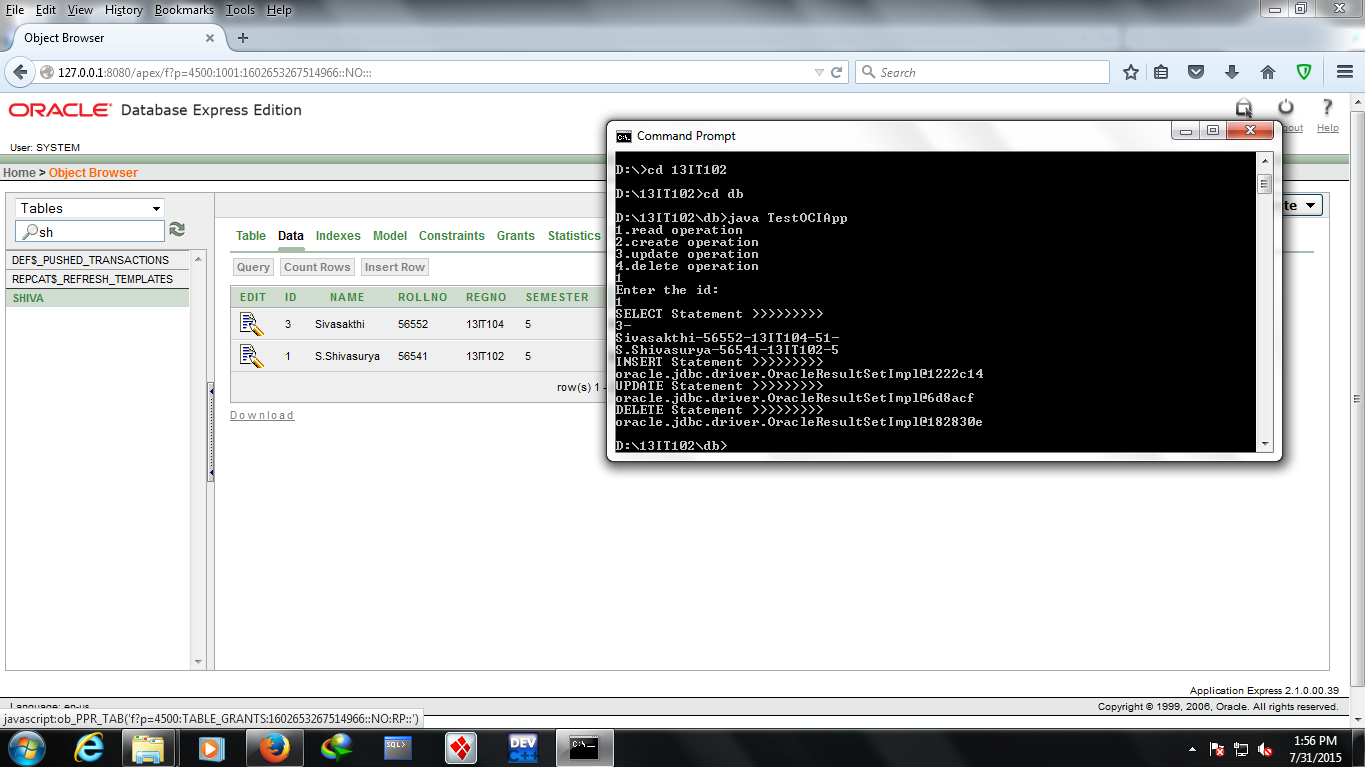 File Edit View History Bookmarks Tools Help
Object Browser
127.0.0.1:8080/apex/f?p=4500:1001:1602653267514966::NO:::
Search
ORACLE Database Express Edition
Help
User: SYSTEM
Home > Object Browser
Tables
sh
DEF$_PUSHED_TRANSACTIONS
REPCAT$_REFRESH_TEMPLATES
SHIVA
Table Data Indexes Model Constraints Grants Statistics
Query Count Rows Insert Row
EDIT ID NAME ROLLNO REGNO SEMESTER
3 Sivasakthi 56552 13IT104 5
1 S.Shivasurya 56541 13IT102 5
row(s) 1 -
Download
Command Prompt
D:\>cd 13IT102
D:\13IT102>cd db
D:\13IT102\db>java TestOCIApp
1.read operation
2.create operation
3.update operation
4.delete operation
1
Enter the id:
1
SELECT Statement >>>>>>>>>
3-
Sivasakthi-56552-13IT104-51-
S.Shivasurya-56541-13IT102-5
INSERT Statement >>>>>>>>>
oracle.jdbc.driver.OracleResultSetImpl@1222c14
UPDATE Statement >>>>>>>>>
oracle.jdbc.driver.OracleResultSetImpl@6d8acf
DELETE Statement >>>>>>>>>
oracle.jdbc.driver.OracleResultSetImpl@182830e
D:\13IT102\db>
Application Express 2.1.0.00.39
Language: en-us
Copyright © 1999, 2006, Oracle. All rights reserved.
javascript:ob_PPR_TAB('f?p=4500:TABLE_GRANTS:1602653267514966::NO:RP::')
SQL>
DEV
C:\
1:56 PM
7/31/2015